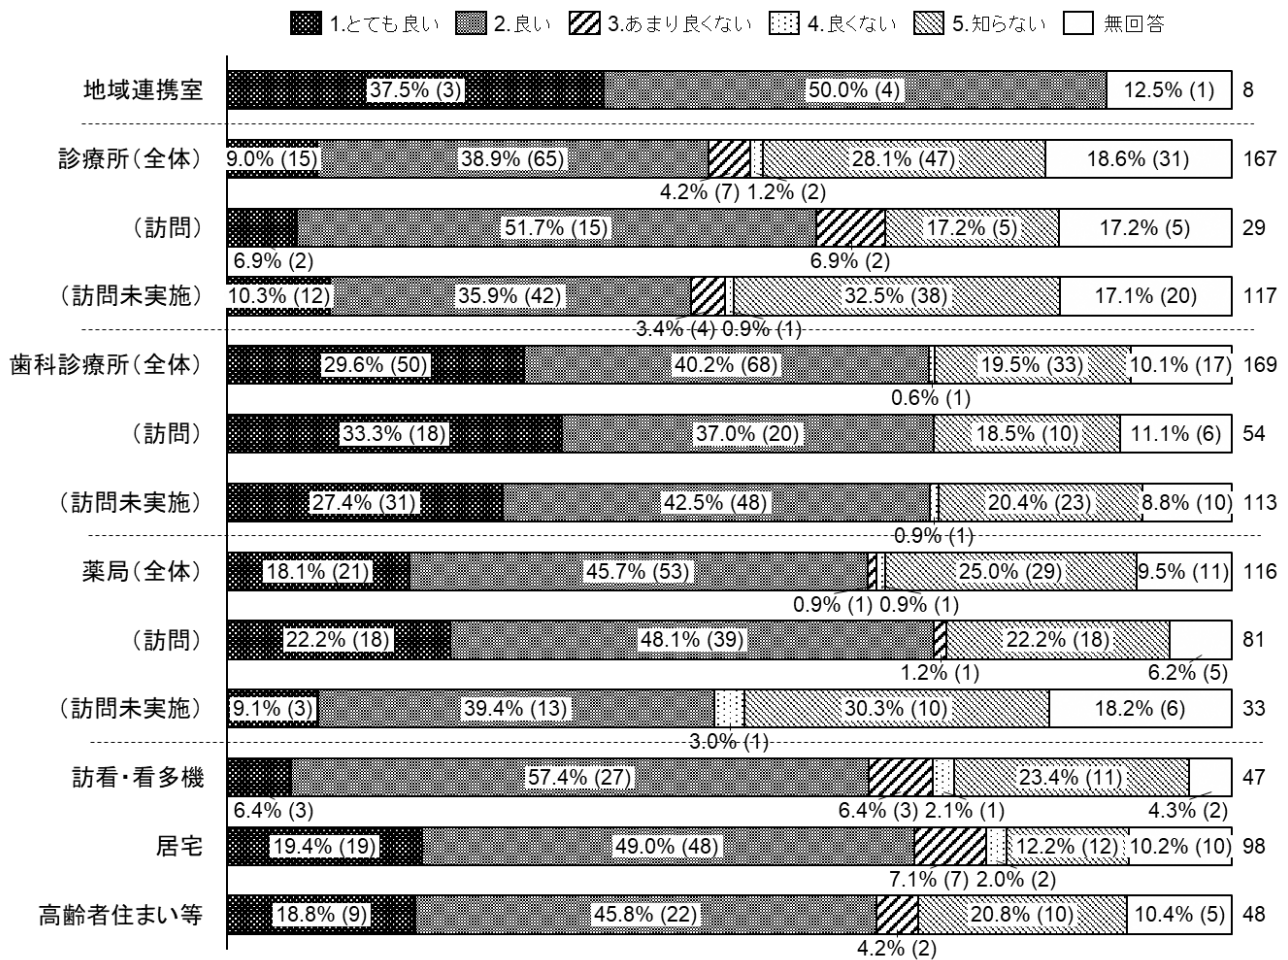 1.とても良い 2.良い 3.あまり良くない 4.良くない 5.知らない 無回答
地域連携室 37.5% (3) 50.0% (4) 12.5% (1) 8
診療所(全体) 9.0% (15) 38.9% (65) 28.1% (47) 18.6% (31) 167
4.2% (7) 1.2% (2)
(訪問) 51.7% (15) 17.2% (5) 17.2% (5) 29
6.9% (2) 6.9% (2)
(訪問未実施) 10.3% (12) 35.9% (42) 32.5% (38) 17.1% (20) 117
3.4% (4) 0.9% (1)
歯科診療所(全体) 29.6% (50) 40.2% (68) 19.5% (33) 10.1% (17) 169
0.6% (1)
(訪問) 33.3% (18) 37.0% (20) 18.5% (10) 11.1% (6) 54
(訪問未実施) 27.4% (31) 42.5% (48) 20.4% (23) 8.8% (10) 113
0.9% (1)
薬局(全体) 18.1% (21) 45.7% (53) 25.0% (29) 9.5% (11) 116
0.9% (1) 0.9% (1)
(訪問) 22.2% (18) 48.1% (39) 22.2% (18) 81
1.2% (1) 6.2% (5)
(訪問未実施) 9.1% (3) 39.4% (13) 30.3% (10) 18.2% (6) 33
3.0% (1)
訪看・看多機 57.4% (27) 23.4% (11) 47
6.4% (3) 6.4% (3) 2.1% (1) 4.3% (2)
居宅 19.4% (19) 49.0% (48) 12.2% (12) 10.2% (10) 98
7.1% (7) 2.0% (2)
高齢者住まい等 18.8% (9) 45.8% (22) 20.8% (10) 10.4% (5) 48
4.2% (2)